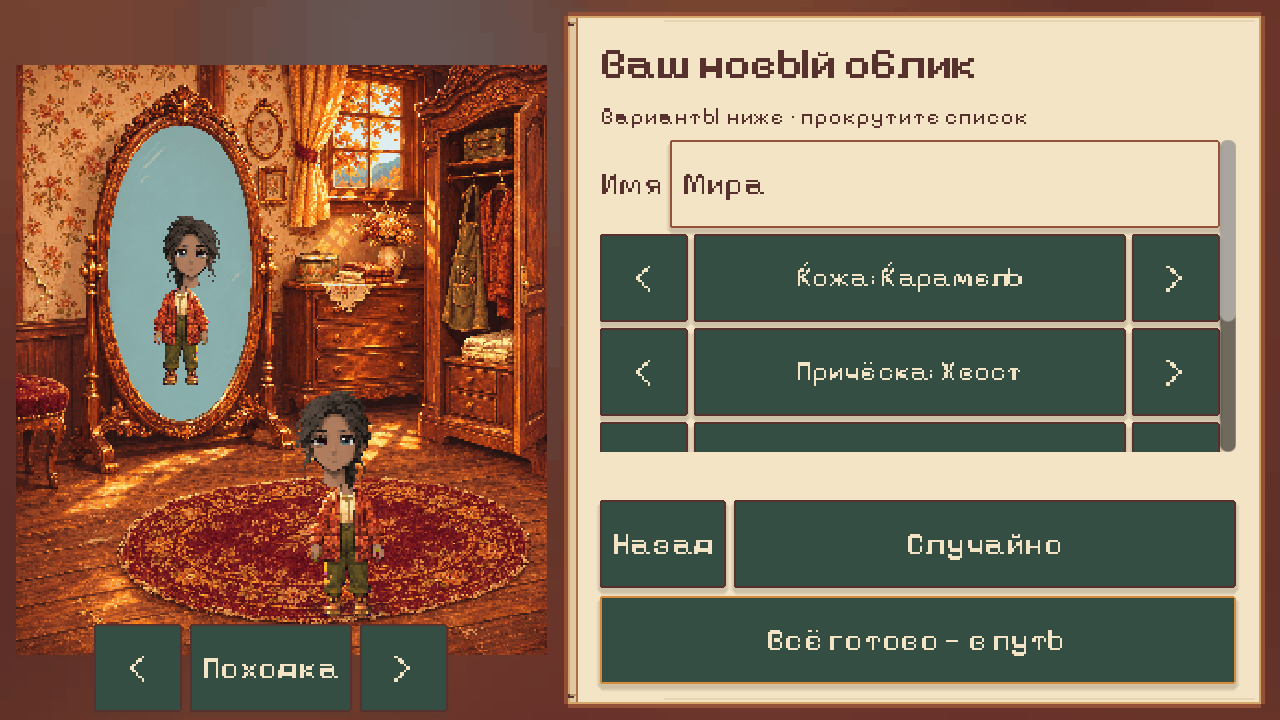 Ваш новый облик
Варианты ниже · прокрутите список
Имя
Мира
<
Кожа: Карамель
>
<
Причёска: Хвост
>
Назад
Случайно
Всё готово – в путь
<
Походка
>